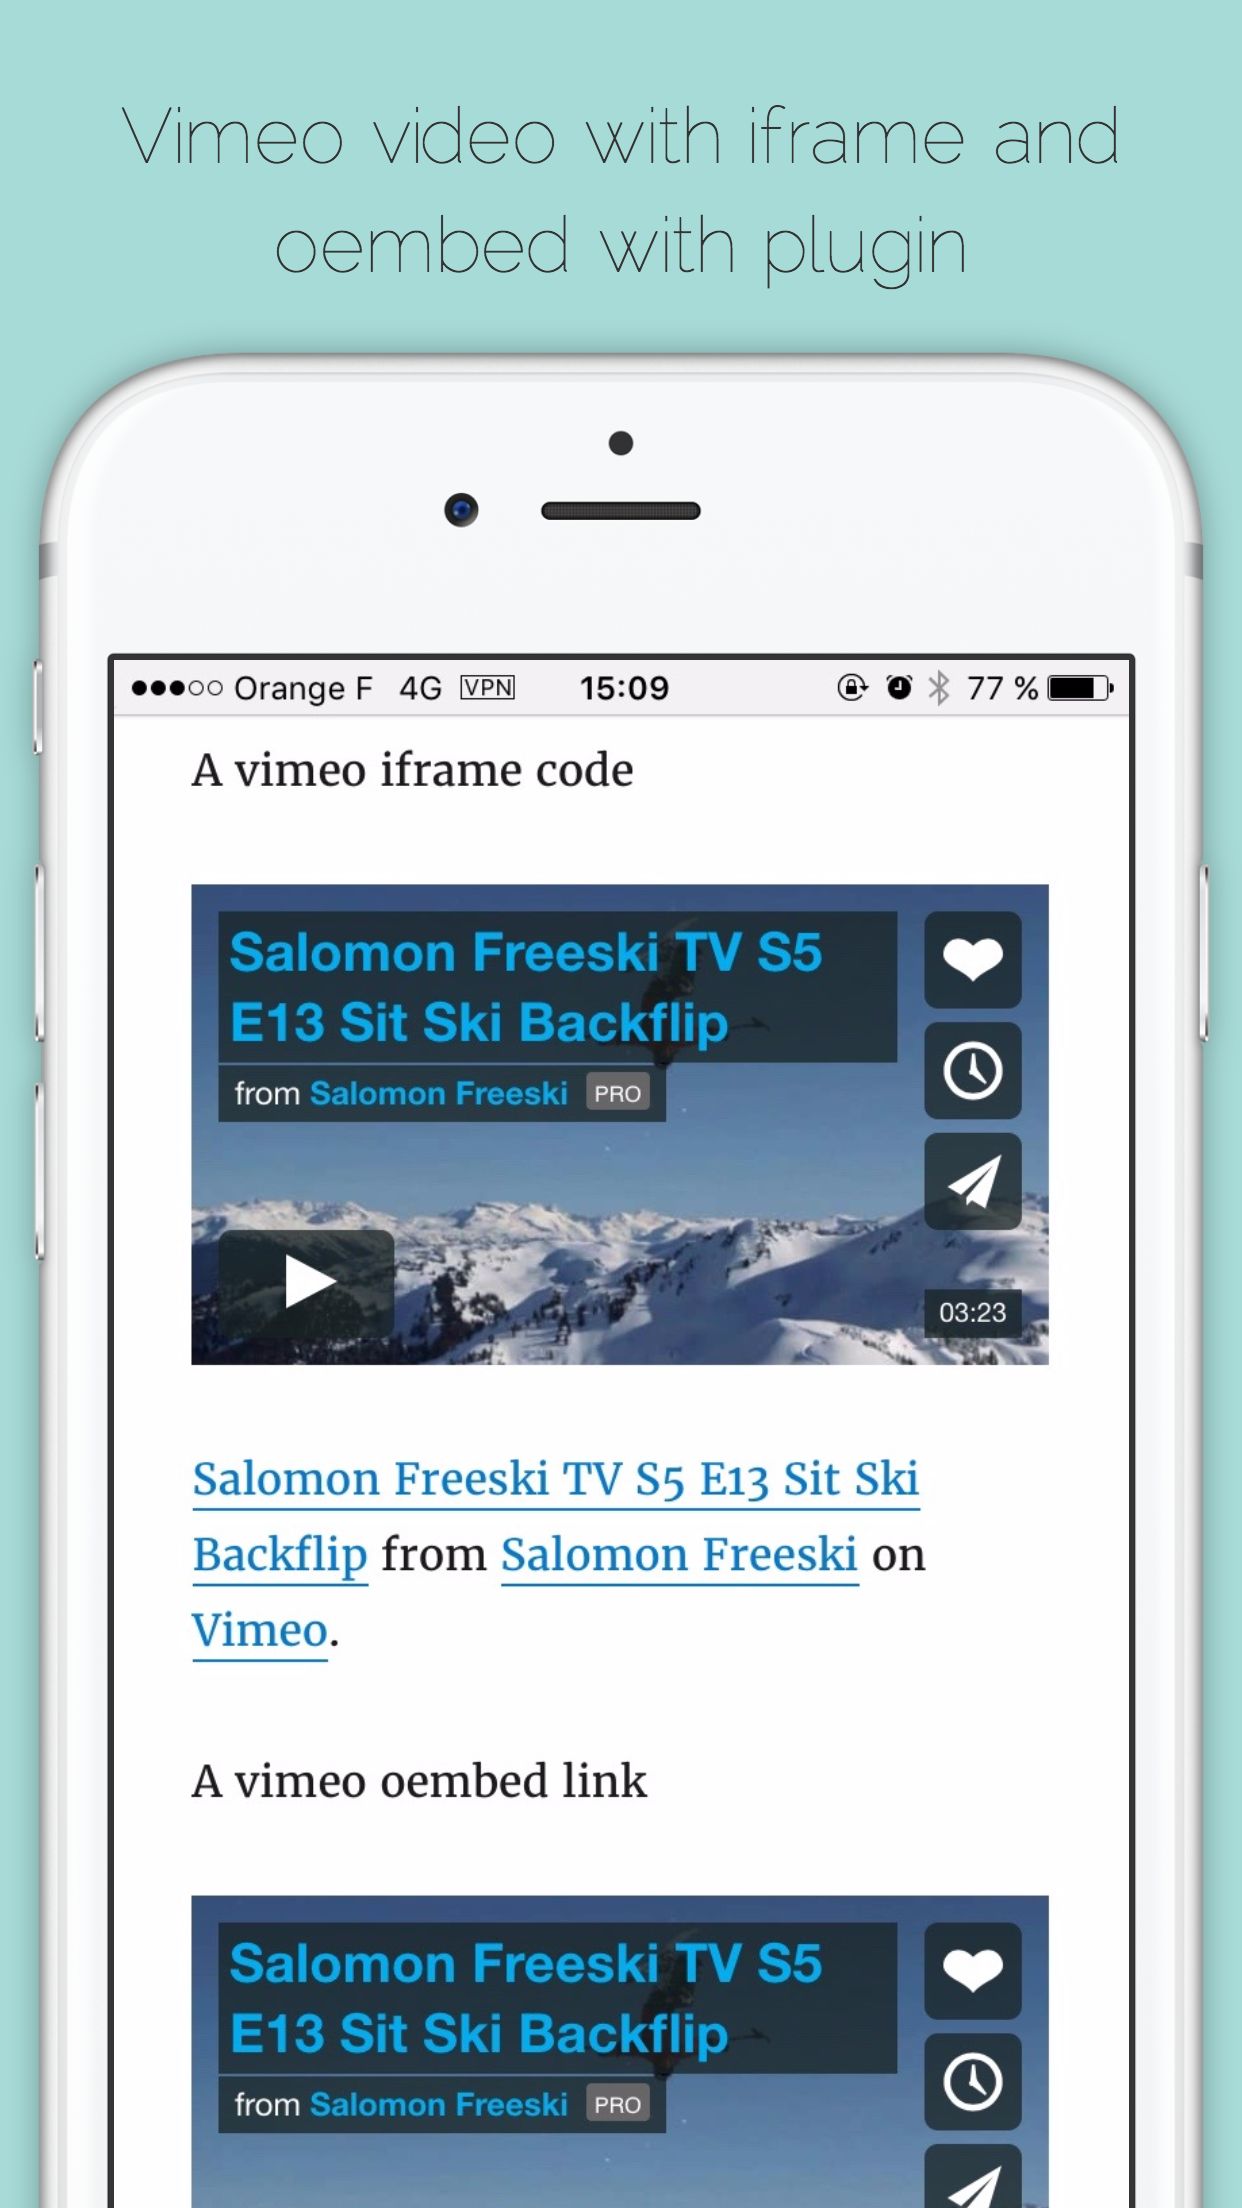 Vimeo video with iframe and
oembed with plugin
Orange F 4G VPN 15:09 77 %
A vimeo iframe code
Salomon Freeski TV S5
E13 Sit Ski Backflip
from Salomon Freeski PRO
03:23
Salomon Freeski TV S5 E13 Sit Ski
Backflip from Salomon Freeski on
Vimeo.
A vimeo oembed link
Salomon Freeski TV S5
E13 Sit Ski Backflip
from Salomon Freeski PRO